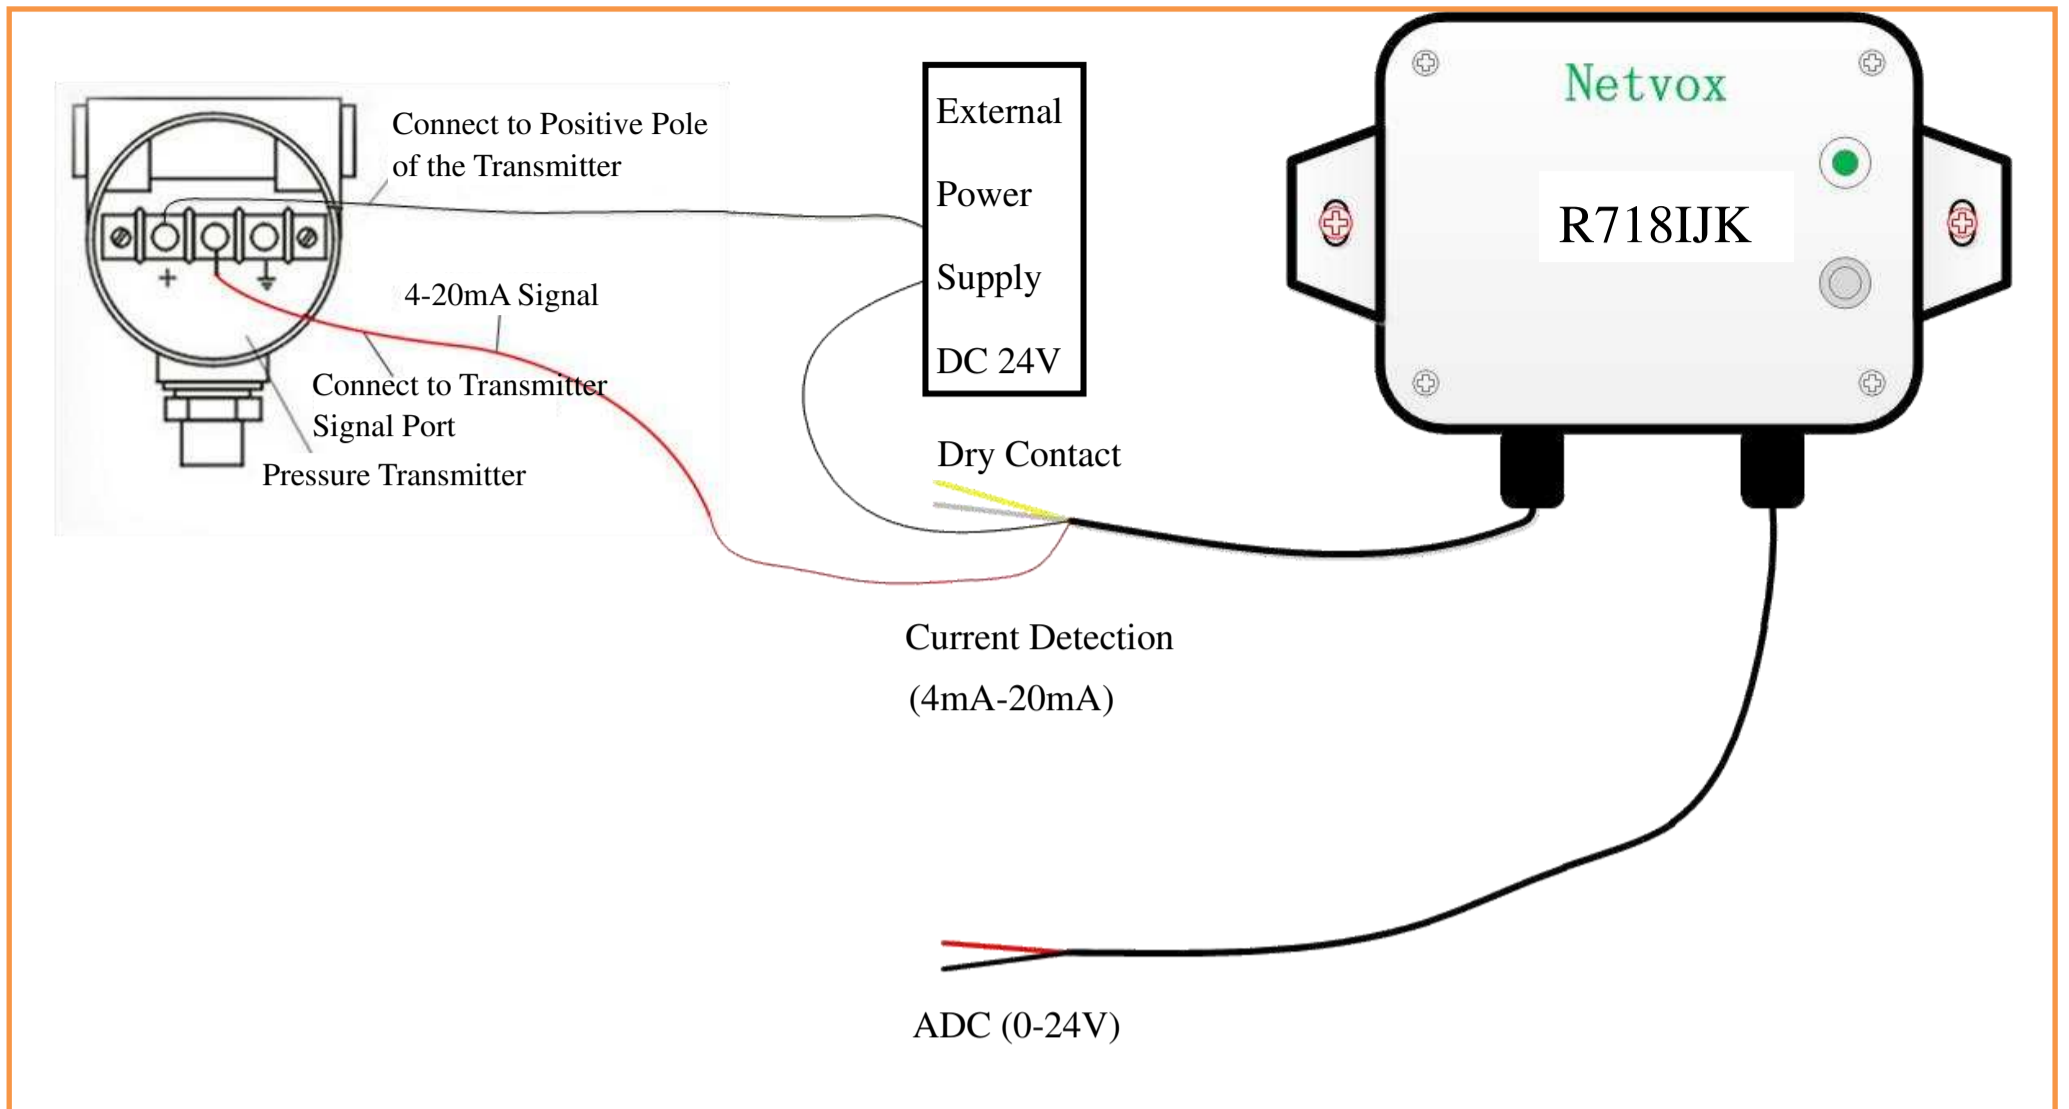 Connect to Positive Pole
of the Transmitter
+
4-20mA Signal
Connect to Transmitter
Signal Port
Pressure Transmitter
External
Power
Supply
DC 24V
Netvox
R718IJK
Dry Contact
Current Detection
(4mA-20mA)
ADC (0-24V)